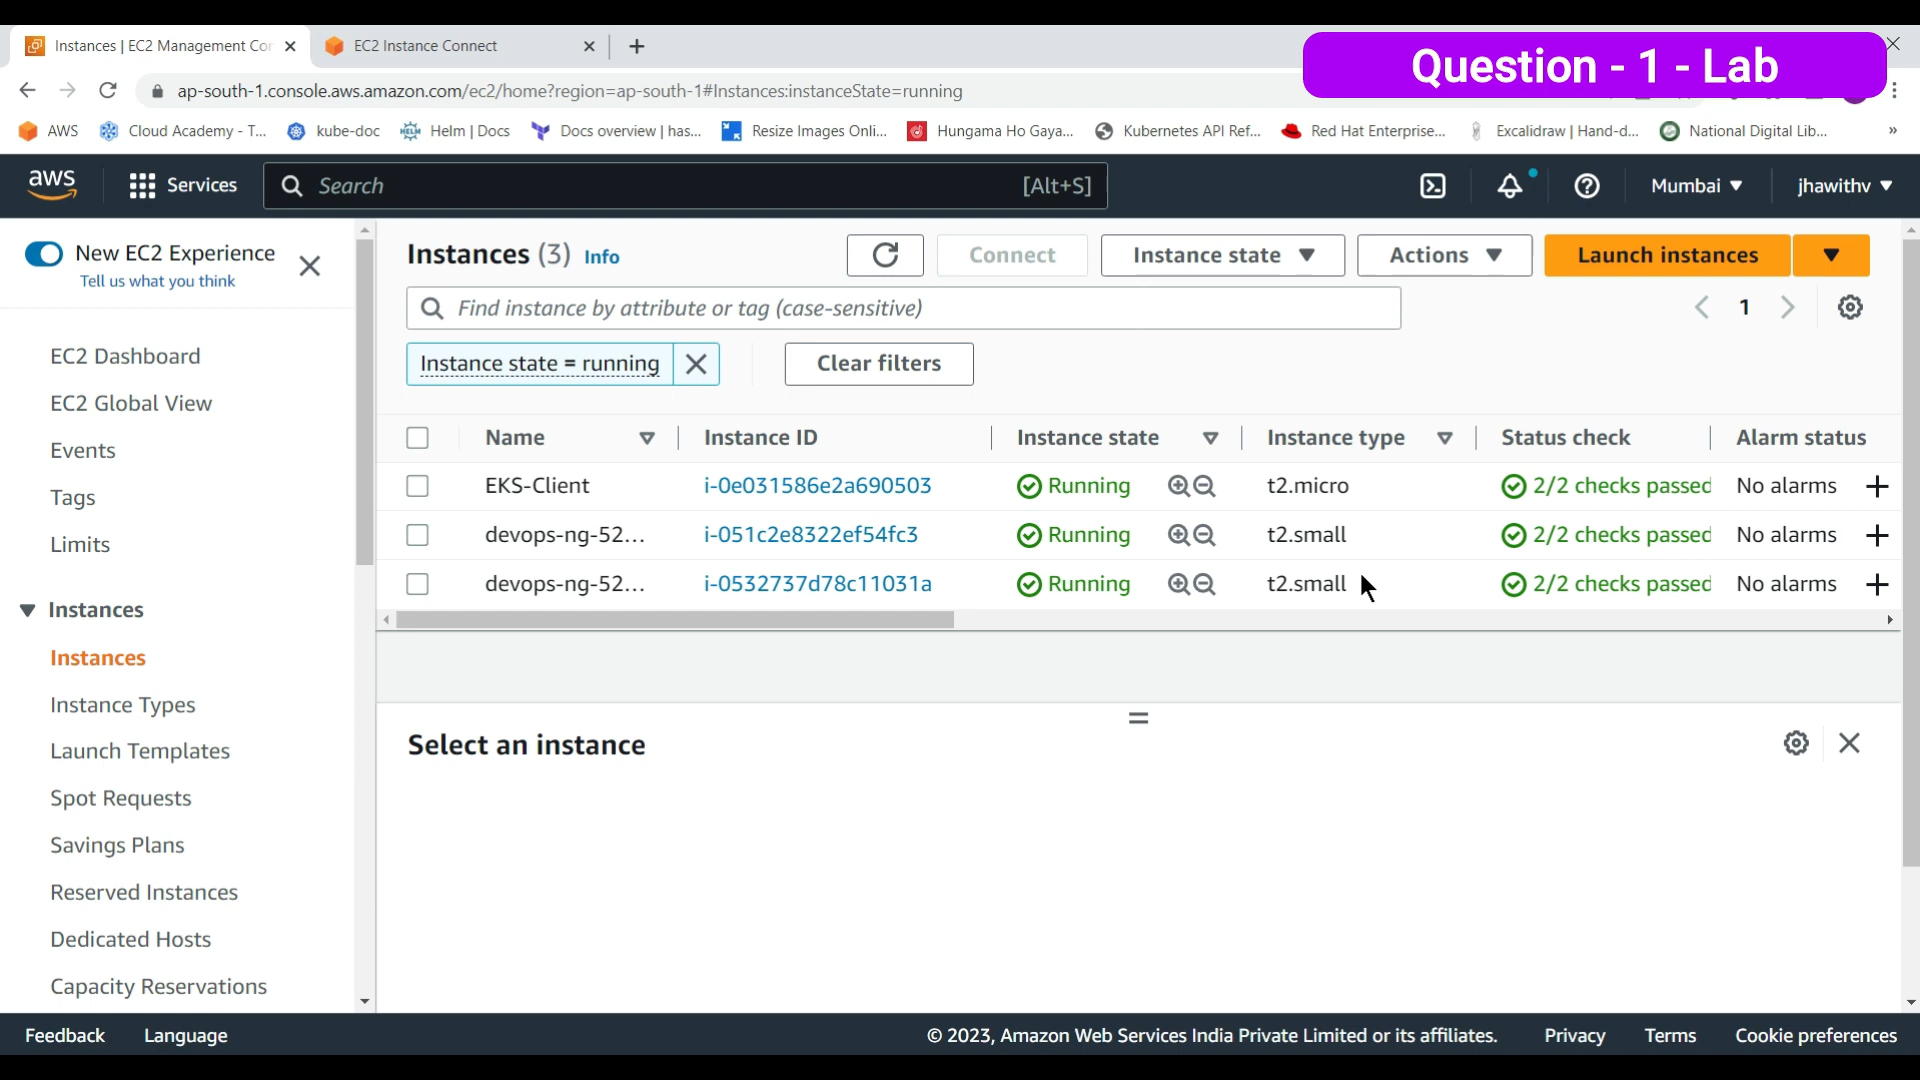 Instances | EC2 Management Con
EC2 Instance Connect
Question - 1 - Lab
ap-south-1.console.aws.amazon.com/ec2/home?region=ap-south-1#Instances:instanceState=running
AWS
Cloud Academy - T...
kube-doc
HELM
Helm | Docs
Docs overview | has...
Resize Images Onli...
Hungama Ho Gaya...
Kubernetes API Ref...
Red Hat Enterprise...
Excalidraw | Hand-d...
National Digital Lib...
»
aws
Services
Search
[Alt+S]
Mumbai
jhawithv
New EC2 Experience
Tell us what you think
EC2 Dashboard
EC2 Global View
Events
Tags
Limits
Instances
Instances
Instance Types
Launch Templates
Spot Requests
Savings Plans
Reserved Instances
Dedicated Hosts
Capacity Reservations
Instances (3) Info
Connect
Instance state
Actions
Launch instances
Find instance by attribute or tag (case-sensitive)
1
Instance state = running
Clear filters
Name Instance ID Instance state Instance type Status check Alarm status
EKS-Client i-0e031586e2a690503 Running t2.micro 2/2 checks passed No alarms +
devops-ng-52... i-051c2e8322ef54fc3 Running t2.small 2/2 checks passed No alarms +
devops-ng-52... i-0532737d78c11031a Running t2.small 2/2 checks passed No alarms +
Select an instance
Feedback
Language
© 2023, Amazon Web Services India Private Limited or its affiliates.
Privacy
Terms
Cookie preferences